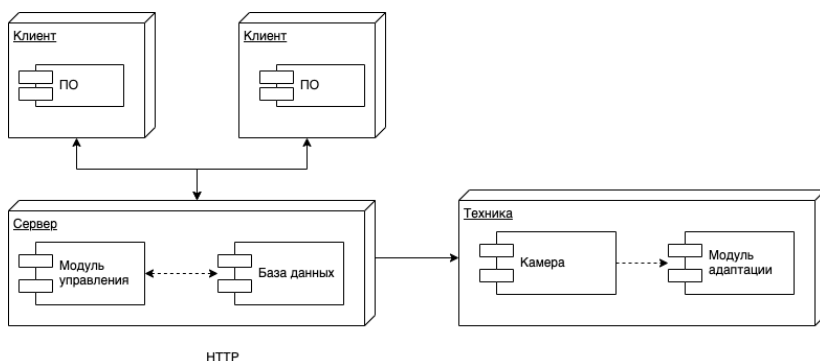 Клиент
ПО
Клиент
ПО
Сервер
Модуль
управления
База данных
Техника
Камера
Модуль
адаптации
HTTP